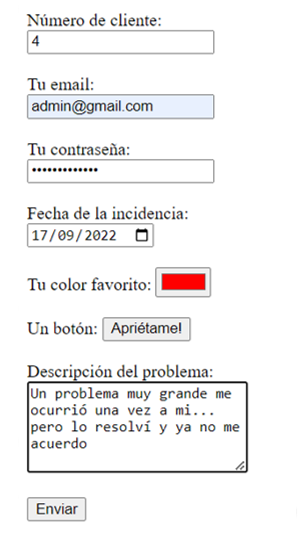 Número de cliente:
4
Tu email:
admin@gmail.com
Tu contraseña:
•••••••••••••
Fecha de la incidencia:
17/09/2022
Tu color favorito:
Un botón: Apriétame!
Descripción del problema:
Un problema muy grande me
ocurrió una vez a mi...
pero lo resolví y ya no me
acuerdo
Enviar